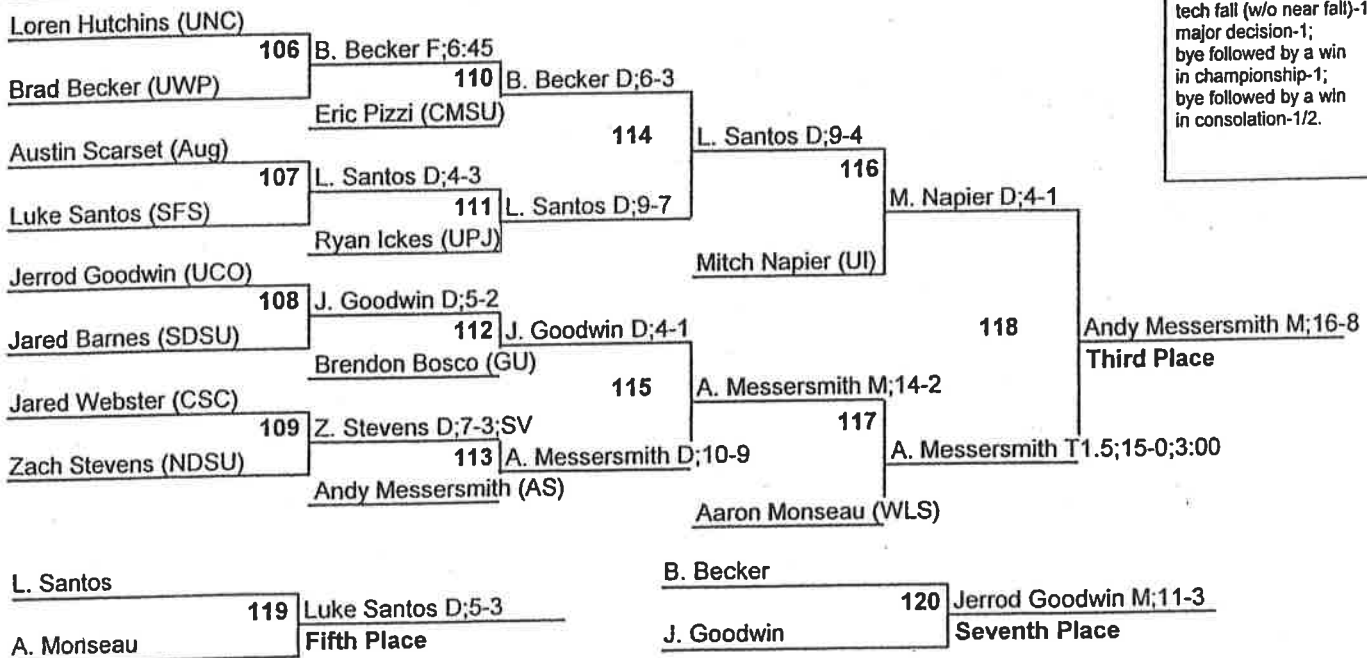 Loren Hutchins (UNC)
106 B. Becker F;6:45
Brad Becker (UWP)
110 B. Becker D;6-3
Eric Pizzi (CMSU)
Austin Scarset (Aug)
114 L. Santos D;9-4
107 L. Santos D;4-3
116
Luke Santos (SFS)
111 L. Santos D;9-7
M. Napier D;4-1
Ryan Ickes (UPJ)
Mitch Napier (UI)
Jerrod Goodwin (UCO)
108 J. Goodwin D;5-2
Jared Barnes (SDSU)
112 J. Goodwin D;4-1
118 Andy Messersmith M;16-8
Third Place
Brendon Bosco (GU)
Jared Webster (CSC)
115 A. Messersmith M;14-2
109 Z. Stevens D;7-3;SV
117
Zach Stevens (NDSU)
113 A. Messersmith D;10-9
A. Messersmith T1.5;15-0;3:00
Andy Messersmith (AS)
Aaron Monseau (WLS)
L. Santos
119 Luke Santos D;5-3
A. Monseau
Fifth Place
B. Becker
120 Jerrod Goodwin M;11-3
J. Goodwin
Seventh Place
tech fall (w/o near fall)-1
major decision-1;
bye followed by a win
in championship-1;
bye followed by a win
in consolation-1/2.